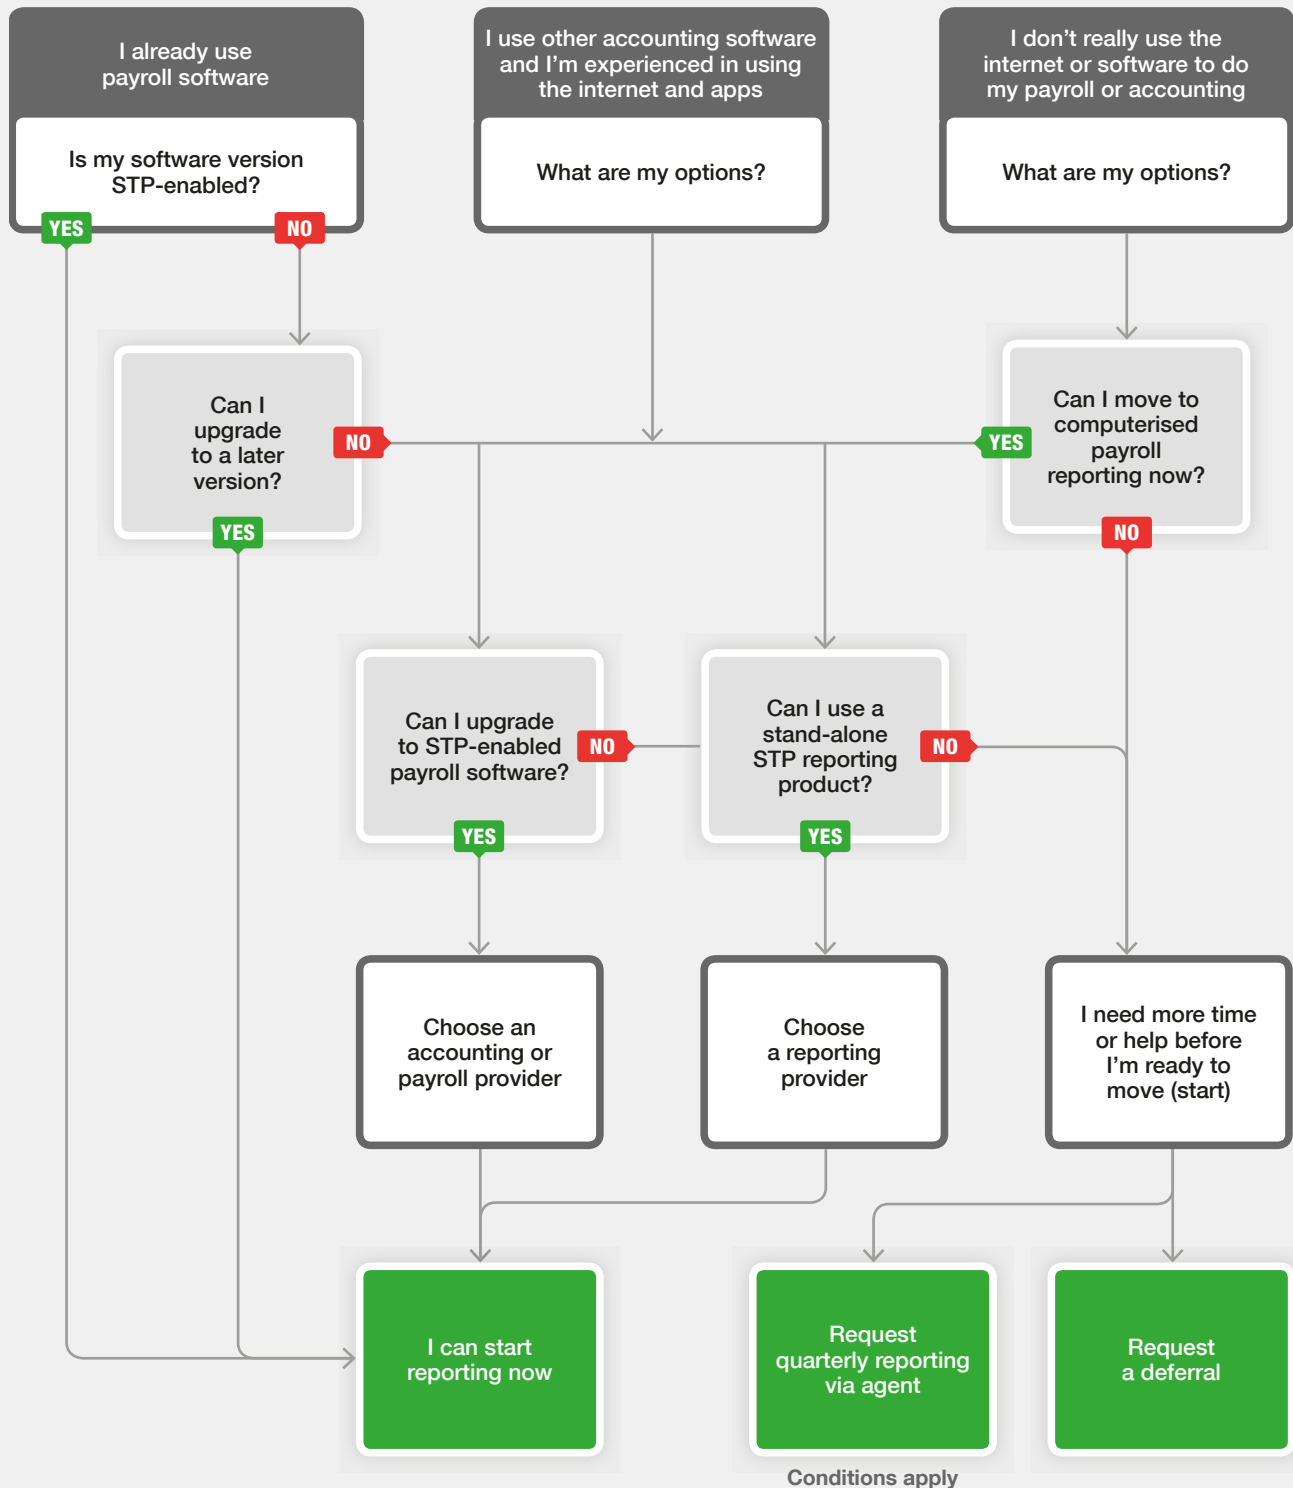 I already use
payroll software
Is my software version
STP-enabled?
YES
NO
I use other accounting software
and I'm experienced in using
the internet and apps
What are my options?
I don't really use the
internet or software to do
my payroll or accounting
What are my options?
Can I
upgrade
to a later
version?
NO
YES
Can I move to
computerised
payroll
reporting now?
YES
NO
Can I upgrade
to STP-enabled
payroll software?
NO
YES
Can I use a
stand-alone
STP reporting
product?
NO
YES
Choose an
accounting or
payroll provider
Choose
a reporting
provider
I need more time
or help before
I'm ready to
move (start)
I can start
reporting now
Request
quarterly reporting
via agent
Conditions apply
Request
a deferral